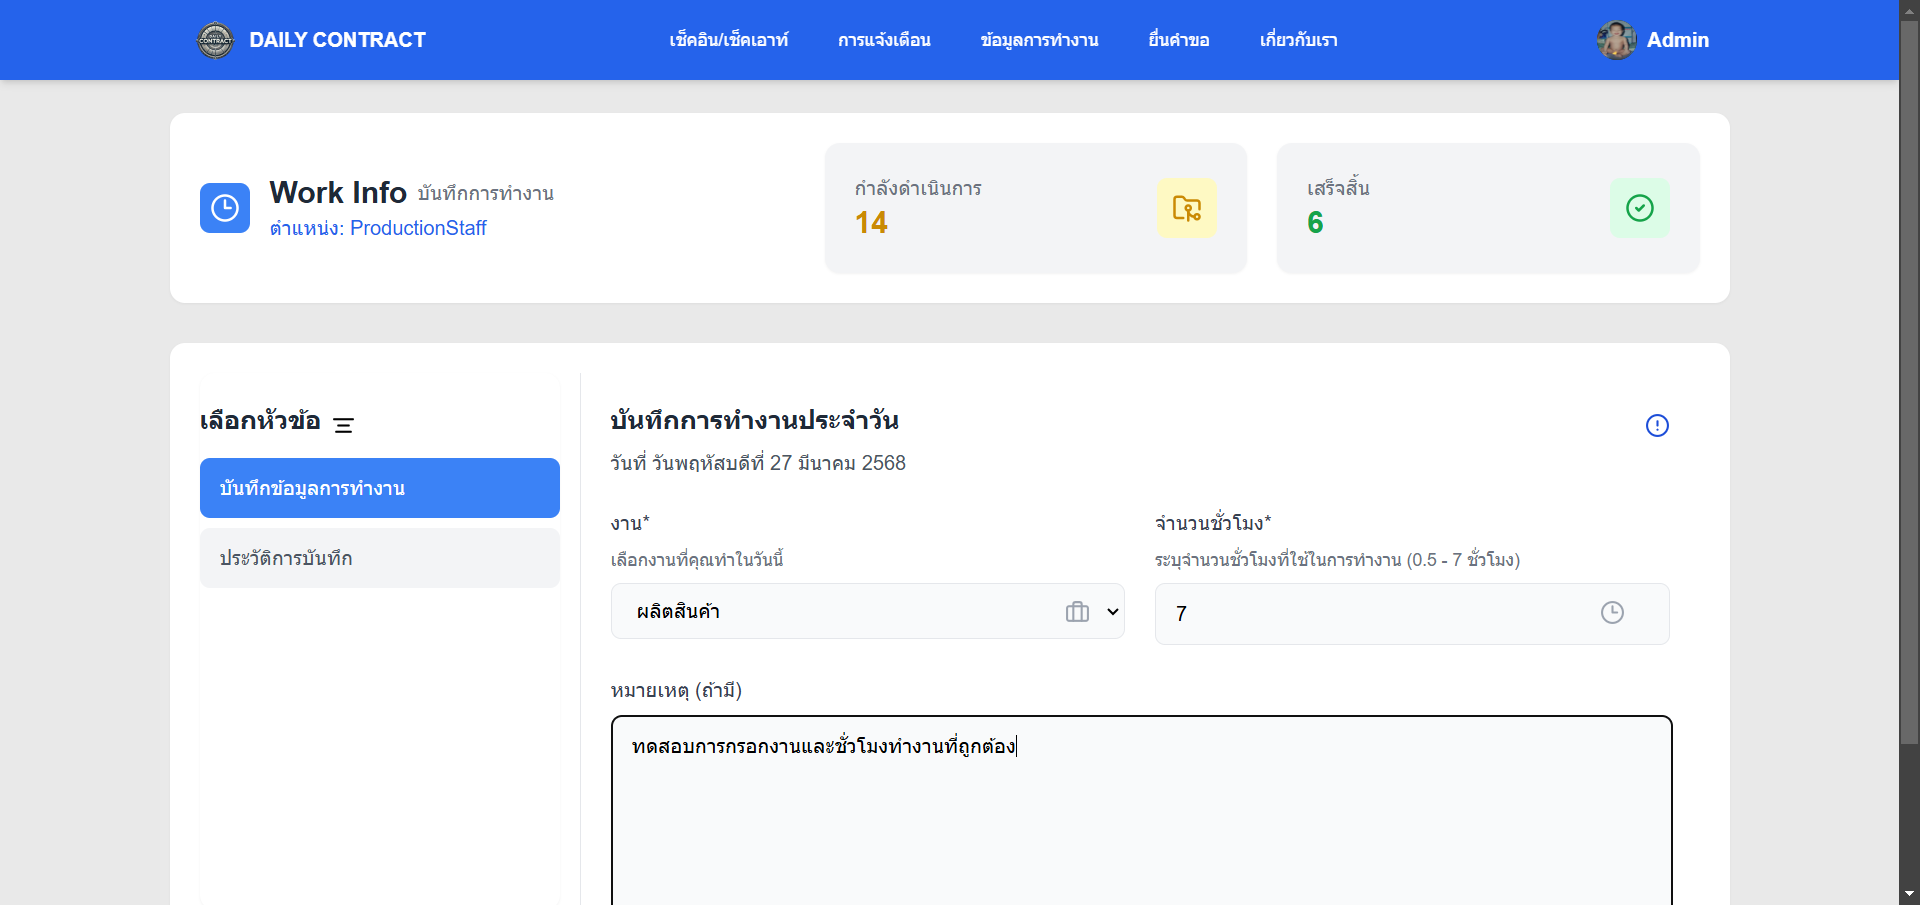 DAILY CONTRACT
เช็คอิน/เช็คเอาท์
การแจ้งเตือน
ข้อมูลการทำงาน
ยื่นคำขอ
เกี่ยวกับเรา
Admin
Work Info บันทึกการทำงาน
ตำแหน่ง: ProductionStaff
กำลังดำเนินการ
14
เสร็จสิ้น
6
เลือกหัวข้อ
บันทึกข้อมูลการทำงาน
ประวัติการบันทึก
บันทึกการทำงานประจำวัน
วันที่ วันพฤหัสบดีที่ 27 มีนาคม 2568
งาน*
เลือกงานที่คุณทำในวันนี้
ผลิตสินค้า
จำนวนชั่วโมง*
ระบุจำนวนชั่วโมงที่ใช้ในการทำงาน (0.5 - 7 ชั่วโมง)
7
หมายเหตุ (ถ้ามี)
ทดสอบการกรอกงานและชั่วโมงทำงานที่ถูกต้อง